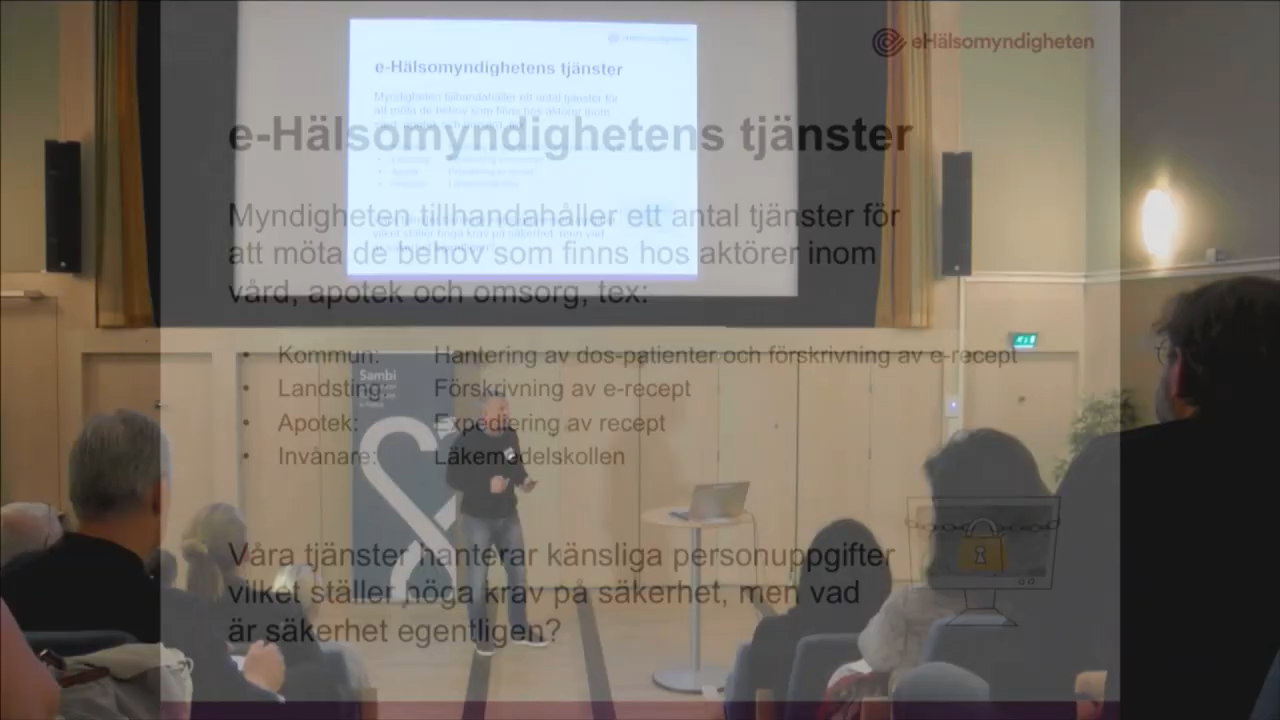 eHälsomyndigheten
e-Hälsomyndighetens tjänster
e-Hälsomyndighetens tjänster
Myndigheten tillhandahåller ett antal tjänster för
att möta de behov som finns hos aktörer inom
vård, apotek och omsorg, tex:
• Kommun: Hantering av dos-patienter och förskrivning av e-recept
• Landsting: Förskrivning av e-recept
• Apotek: Expediering av recept
• Invånare: Läkemedelskollen
Sambi
Våra tjänster hanterar känsliga personuppgifter
vilket ställer höga krav på säkerhet, men vad
är säkerhet egentligen?